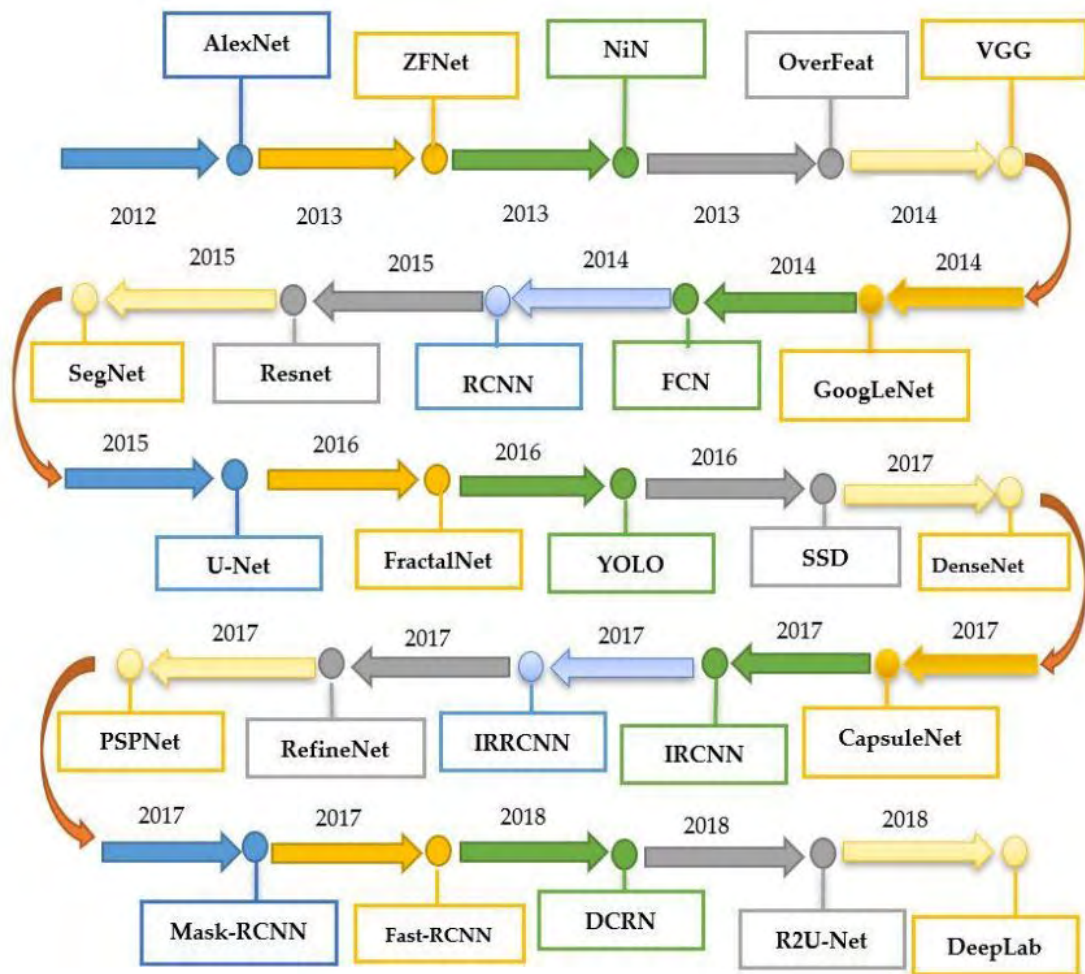 AlexNet
ZFNet
NiN
OverFeat
VGG
2012
2013
2013
2013
2014
2015
2015
2014
2014
2014
SegNet
Resnet
RCNN
FCN
GoogLeNet
2015
2016
2016
2016
2017
U-Net
FractalNet
YOLO
SSD
DenseNet
2017
2017
2017
2017
2017
PSPNet
RefineNet
IRRCNN
IRCNN
CapsuleNet
2017
2017
2018
2018
2018
Mask-RCNN
Fast-RCNN
DCRN
R2U-Net
DeepLab